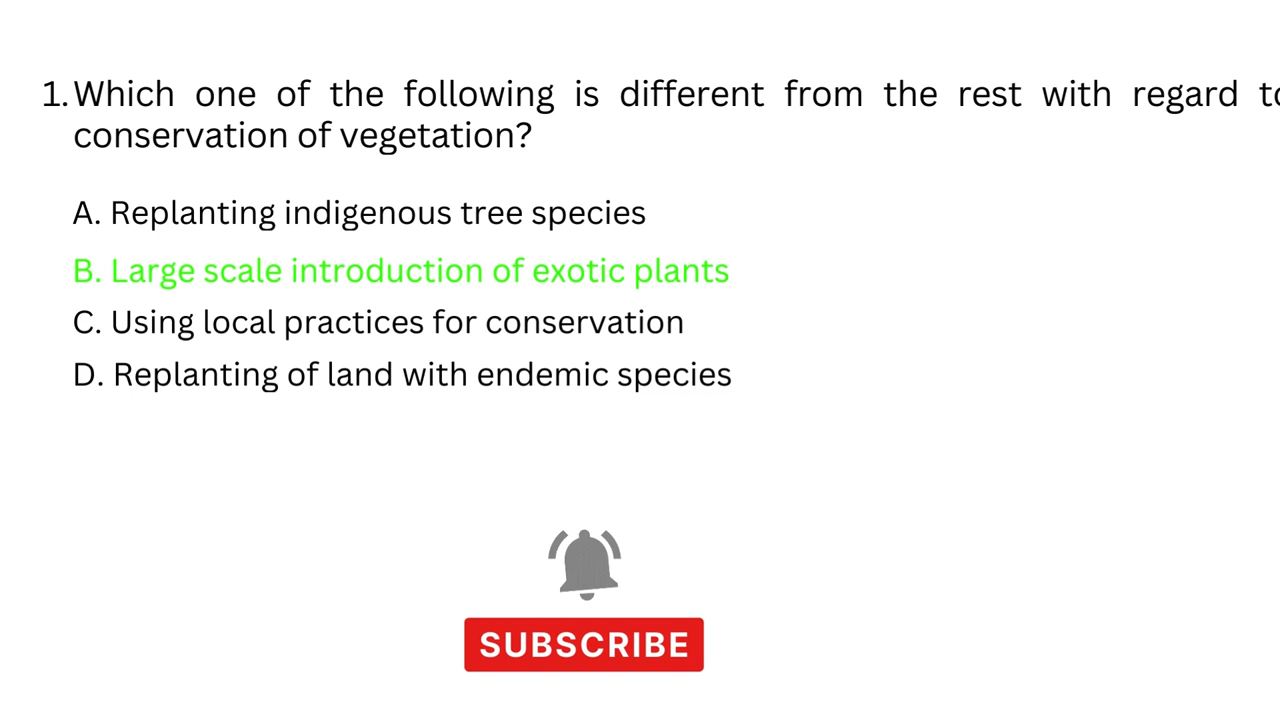 1. Which one of the following is different from the rest with regard
conservation of vegetation?
A. Replanting indigenous tree species
B. Large scale introduction of exotic plants
C. Using local practices for conservation
D. Replanting of land with endemic species
SUBSCRIBE